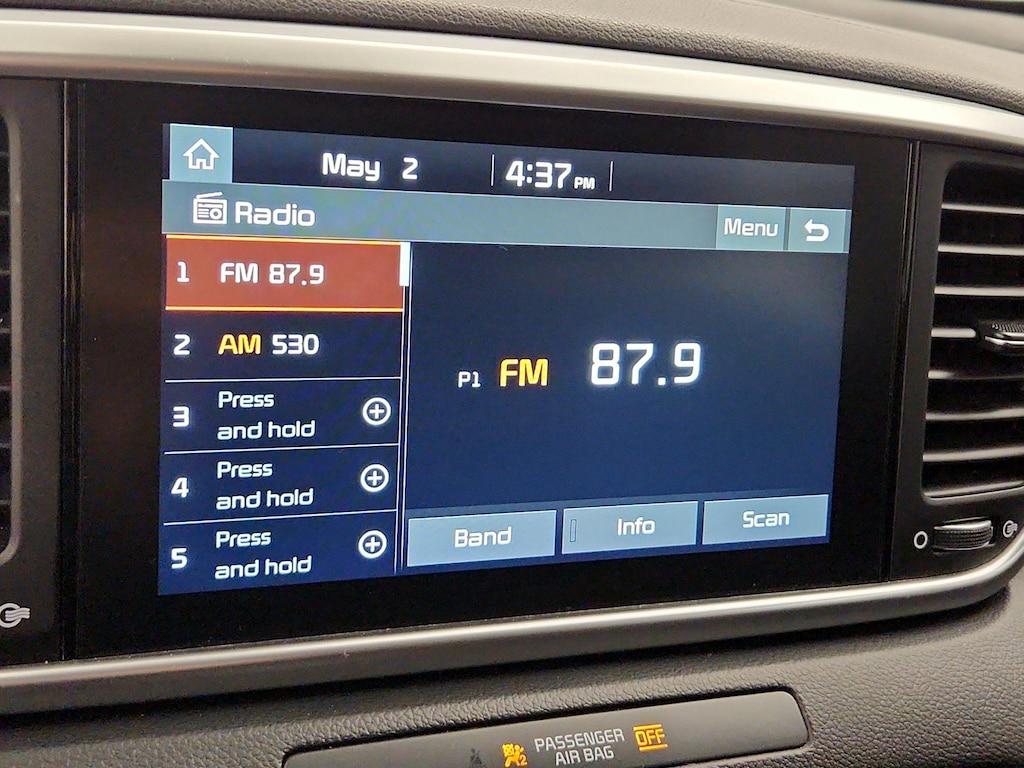 May 2 4:37 PM
Radio
Menu
1 FM 87.9
2 AM 530
3 Press
and hold
4 Press
and hold
5 Press
and hold
P1 FM 87.9
Band
Info
Scan
2 PASSENGER OFF
AIR BAG